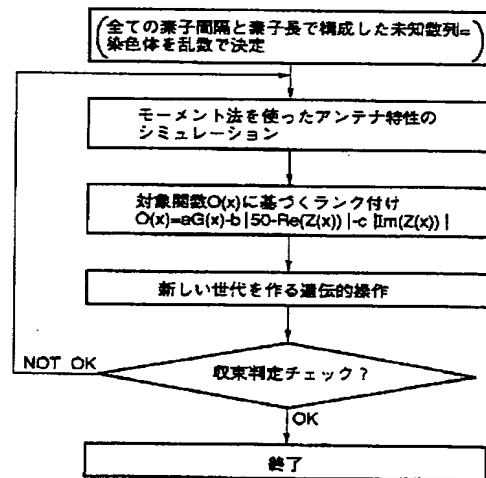 全ての素子間隔と素子長で構成した未知数列=
染色体を乱数で決定
モーメント法を使ったアンテナ特性の
シミュレーション
対象関数O(x)に基づくランク付け
O(x)=aG(x)-b|50-Re(Z(x))|-c|Im(Z(x))|
新しい世代を作る遺伝的操作
NOT OK
収束判定チェック?
OK
終了